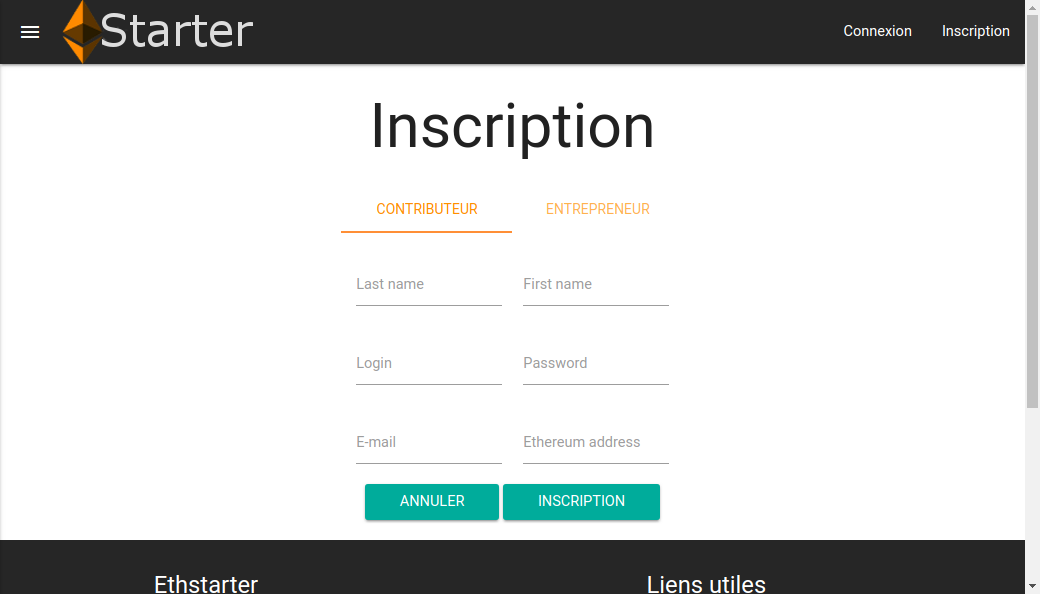 Starter
Connexion Inscription
Inscription
CONTRIBUTEUR ENTREPRENEUR
Last name First name
Login Password
E-mail Ethereum address
ANNULER INSCRIPTION
Ethstarter Liens utiles